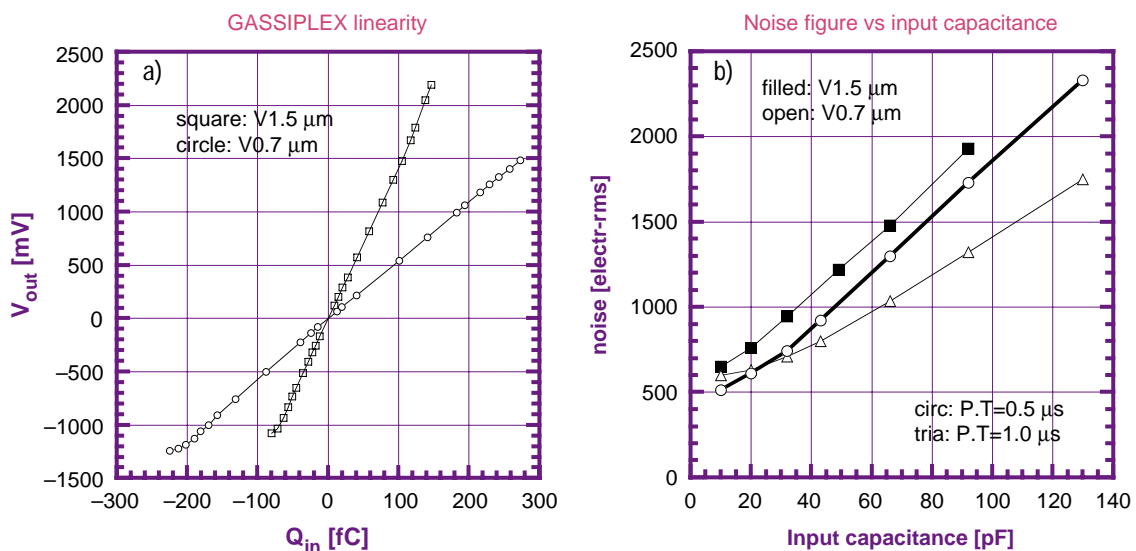 GASSIPLEX linearity
a)
square: V1.5 μm
circle: V0.7 μm
2500
2000
1500
1000
500
0
−500
−1000
−1500
−300
−200
−100
0
100
200
300
Vout [mV]
Qin [fC]
Noise figure vs input capacitance
b)
filled: V1.5 μm
open: V0.7 μm
circ: P.T=0.5 μs
tria: P.T=1.0 μs
2500
2000
1500
1000
500
0
0
20
40
60
80
100
120
140
noise [electr-rms]
Input capacitance [pF]